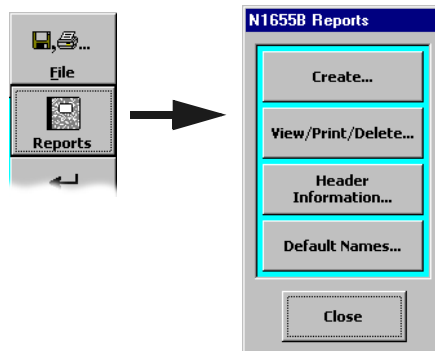 File
Reports
N1655B Reports
Create...
View/Print/Delete...
Header
Information...
Default Names...
Close